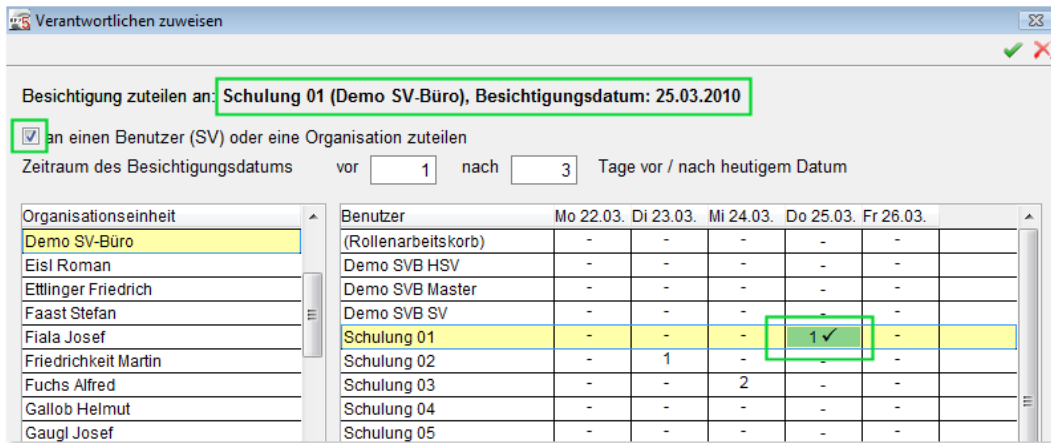 Verantwortlichen zuweisen
Besichtigung zuteilen an: Schulung 01 (Demo SV-Büro), Besichtigungsdatum: 25.03.2010
an einen Benutzer (SV) oder eine Organisation zuteilen
Zeitraum des Besichtigungsdatums vor 1 nach 3 Tage vor / nach heutigem Datum
Organisationseinheit Benutzer Mo 22.03. Di 23.03. Mi 24.03. Do 25.03. Fr 26.03.
Demo SV-Büro (Rollenarbeitskorb) - - - - -
Eisl Roman Demo SVB HSV - - - - -
Ettlinger Friedrich Demo SVB Master - - - - -
Faast Stefan Demo SVB SV - - - - -
Fiala Josef Schulung 01 - - - 1 ✓ -
Friedrichkeit Martin Schulung 02 - 1 - - -
Fuchs Alfred Schulung 03 - - 2 - -
Gallob Helmut Schulung 04 - - - - -
Gaugl Josef Schulung 05 - - - - -